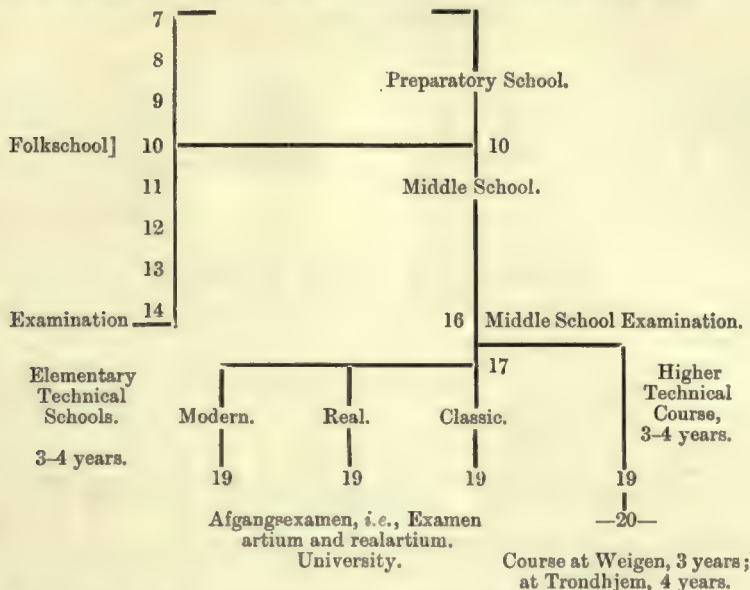 7
8
Preparatory School.
9
Folkschool] 10 10
11 Middle School.
12
13
14
Examination 16 Middle School Examination.
17
Elementary
Technical
Schools.
3–4 years.
Modern. Real. Classic.
Higher
Technical
Course,
3–4 years.
19 19 19 19
—20—
Afgangsexamen, i.e., Examen
artium and realartium.
University.
Course at Weigen, 3 years;
at Trondhjem, 4 years.